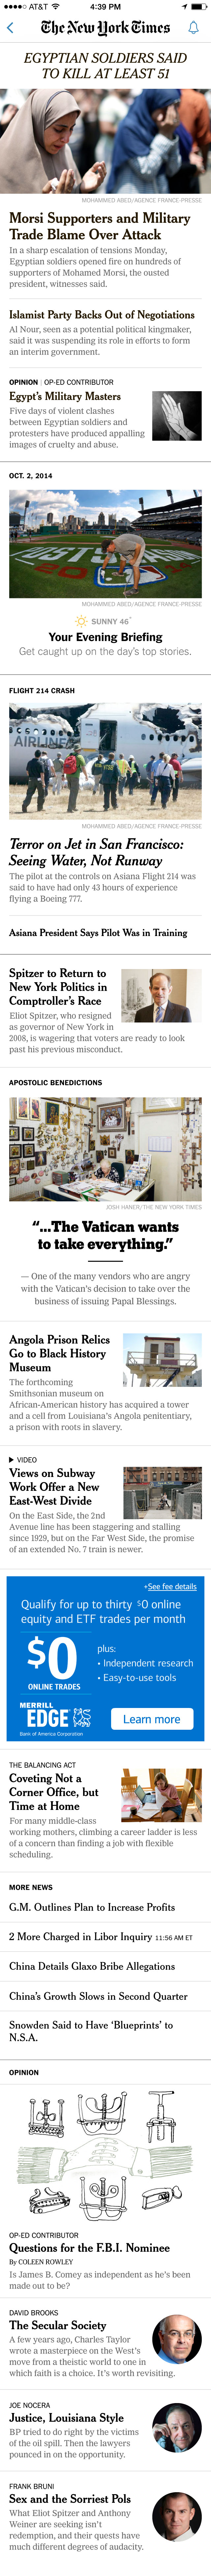 AT&T 4:39 PM
The New York Times
EGYPTIAN SOLDIERS SAID
TO KILL AT LEAST 51
MOHAMMED ABED/AGENCE FRANCE-PRESSE
Morsi Supporters and Military
Trade Blame Over Attack
In a sharp escalation of tensions Monday,
Egyptian soldiers opened fire on hundreds of
supporters of Mohamed Morsi, the ousted
president, witnesses said.
Islamist Party Backs Out of Negotiations
Al Nour, seen as a potential political kingmaker,
said it was suspending its role in efforts to form
an interim government.
OPINION | OP-ED CONTRIBUTOR
Egypt's Military Masters
Five days of violent clashes
between Egyptian soldiers and
protesters have produced appalling
images of cruelty and abuse.
OCT. 2, 2014
MOHAMMED ABED/AGENCE FRANCE-PRESSE
SUNNY 46°
Your Evening Briefing
Get caught up on the day's top stories.
FLIGHT 214 CRASH
MOHAMMED ABED/AGENCE FRANCE-PRESSE
Terror on Jet in San Francisco:
Seeing Water, Not Runway
The pilot at the controls on Asiana Flight 214 was
said to have had only 43 hours of experience
flying a Boeing 777.
Asiana President Says Pilot Was in Training
Spitzer to Return to
New York Politics in
Comptroller's Race
Eliot Spitzer, who resigned
as governor of New York in
2008, is wagering that voters are ready to look
past his previous misconduct.
APOSTOLIC BENEDICTIONS
JOSH HANER/THE NEW YORK TIMES
“...The Vatican wants
to take everything.”
— One of the many vendors who are angry
with the Vatican's decision to take over the
business of issuing Papal Blessings.
Angola Prison Relics
Go to Black History
Museum
The forthcoming
Smithsonian museum on
African-American history has acquired a tower
and a cell from Louisiana's Angola penitentiary,
a prison with roots in slavery.
VIDEO
Views on Subway
Work Offer a New
East-West Divide
On the East Side, the 2nd
Avenue line has been staggering and stalling
since 1929, but on the Far West Side, the promise
of an extended No. 7 train is newer.
+See fee details
Qualify for up to thirty $0 online
equity and ETF trades per month
$0
ONLINE TRADES
plus:
• Independent research
• Easy-to-use tools
MERRILL
EDGE
Bank of America Corporation
Learn more
THE BALANCING ACT
Coveting Not a
Corner Office, but
Time at Home
For many middle-class
working mothers, climbing a career ladder is less
of a concern than finding a job with flexible
scheduling.
MORE NEWS
G.M. Outlines Plan to Increase Profits
2 More Charged in Libor Inquiry 11:56 AM ET
China Details Glaxo Bribe Allegations
China's Growth Slows in Second Quarter
Snowden Said to Have ‘Blueprints’ to
N.S.A.
OPINION
OP-ED CONTRIBUTOR
Questions for the F.B.I. Nominee
By COLEEN ROWLEY
Is James B. Comey as independent as he's been
made out to be?
DAVID BROOKS
The Secular Society
A few years ago, Charles Taylor
wrote a masterpiece on the West's
move from a theistic world to one in
which faith is a choice. It's worth revisiting.
JOE NOCERA
Justice, Louisiana Style
BP tried to do right by the victims
of the oil spill. Then the lawyers
pounced in on the opportunity.
FRANK BRUNI
Sex and the Sorriest Pols
What Eliot Spitzer and Anthony
Weiner are seeking isn't
redemption, and their quests have
much different degrees of audacity.